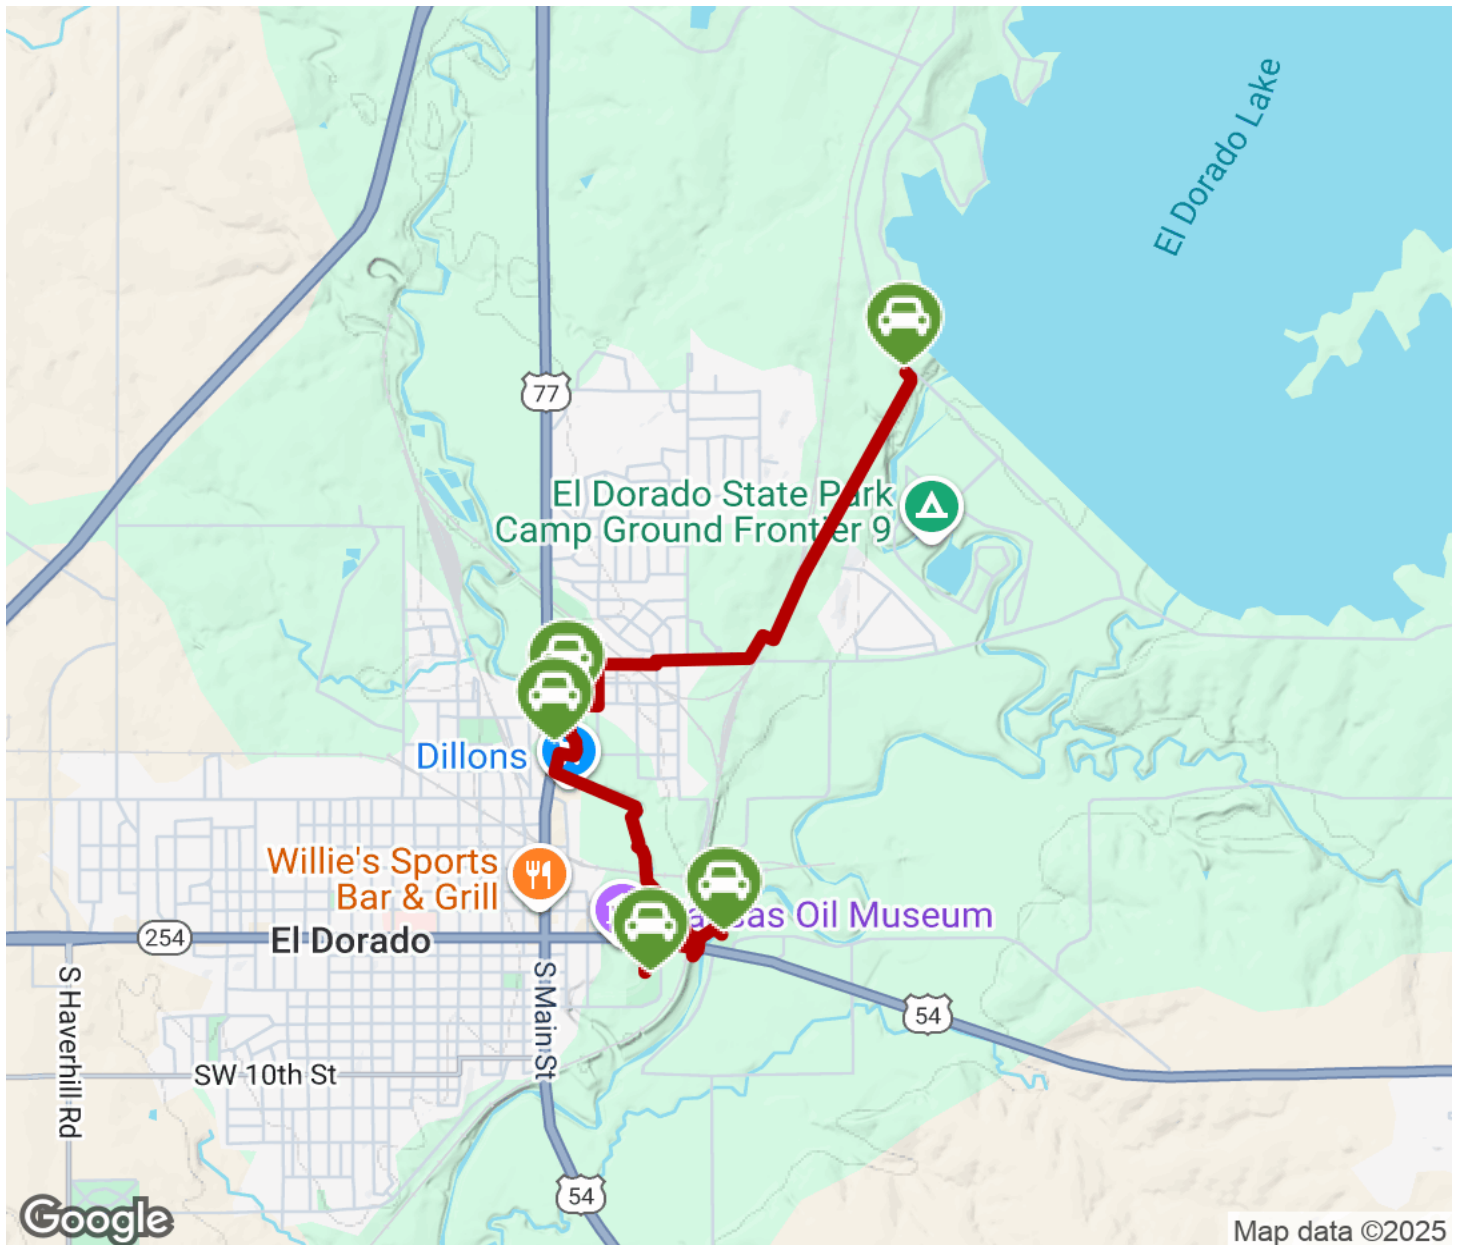 El Dorado Lake
77
El Dorado State Park
Camp Ground Frontier 9
Dillons
Willie's Sports
Bar & Grill
Kansas Oil Museum
254
El Dorado
S Haverhill Rd
S Main St
54
SW 10th St
54
Google
Map data ©2025